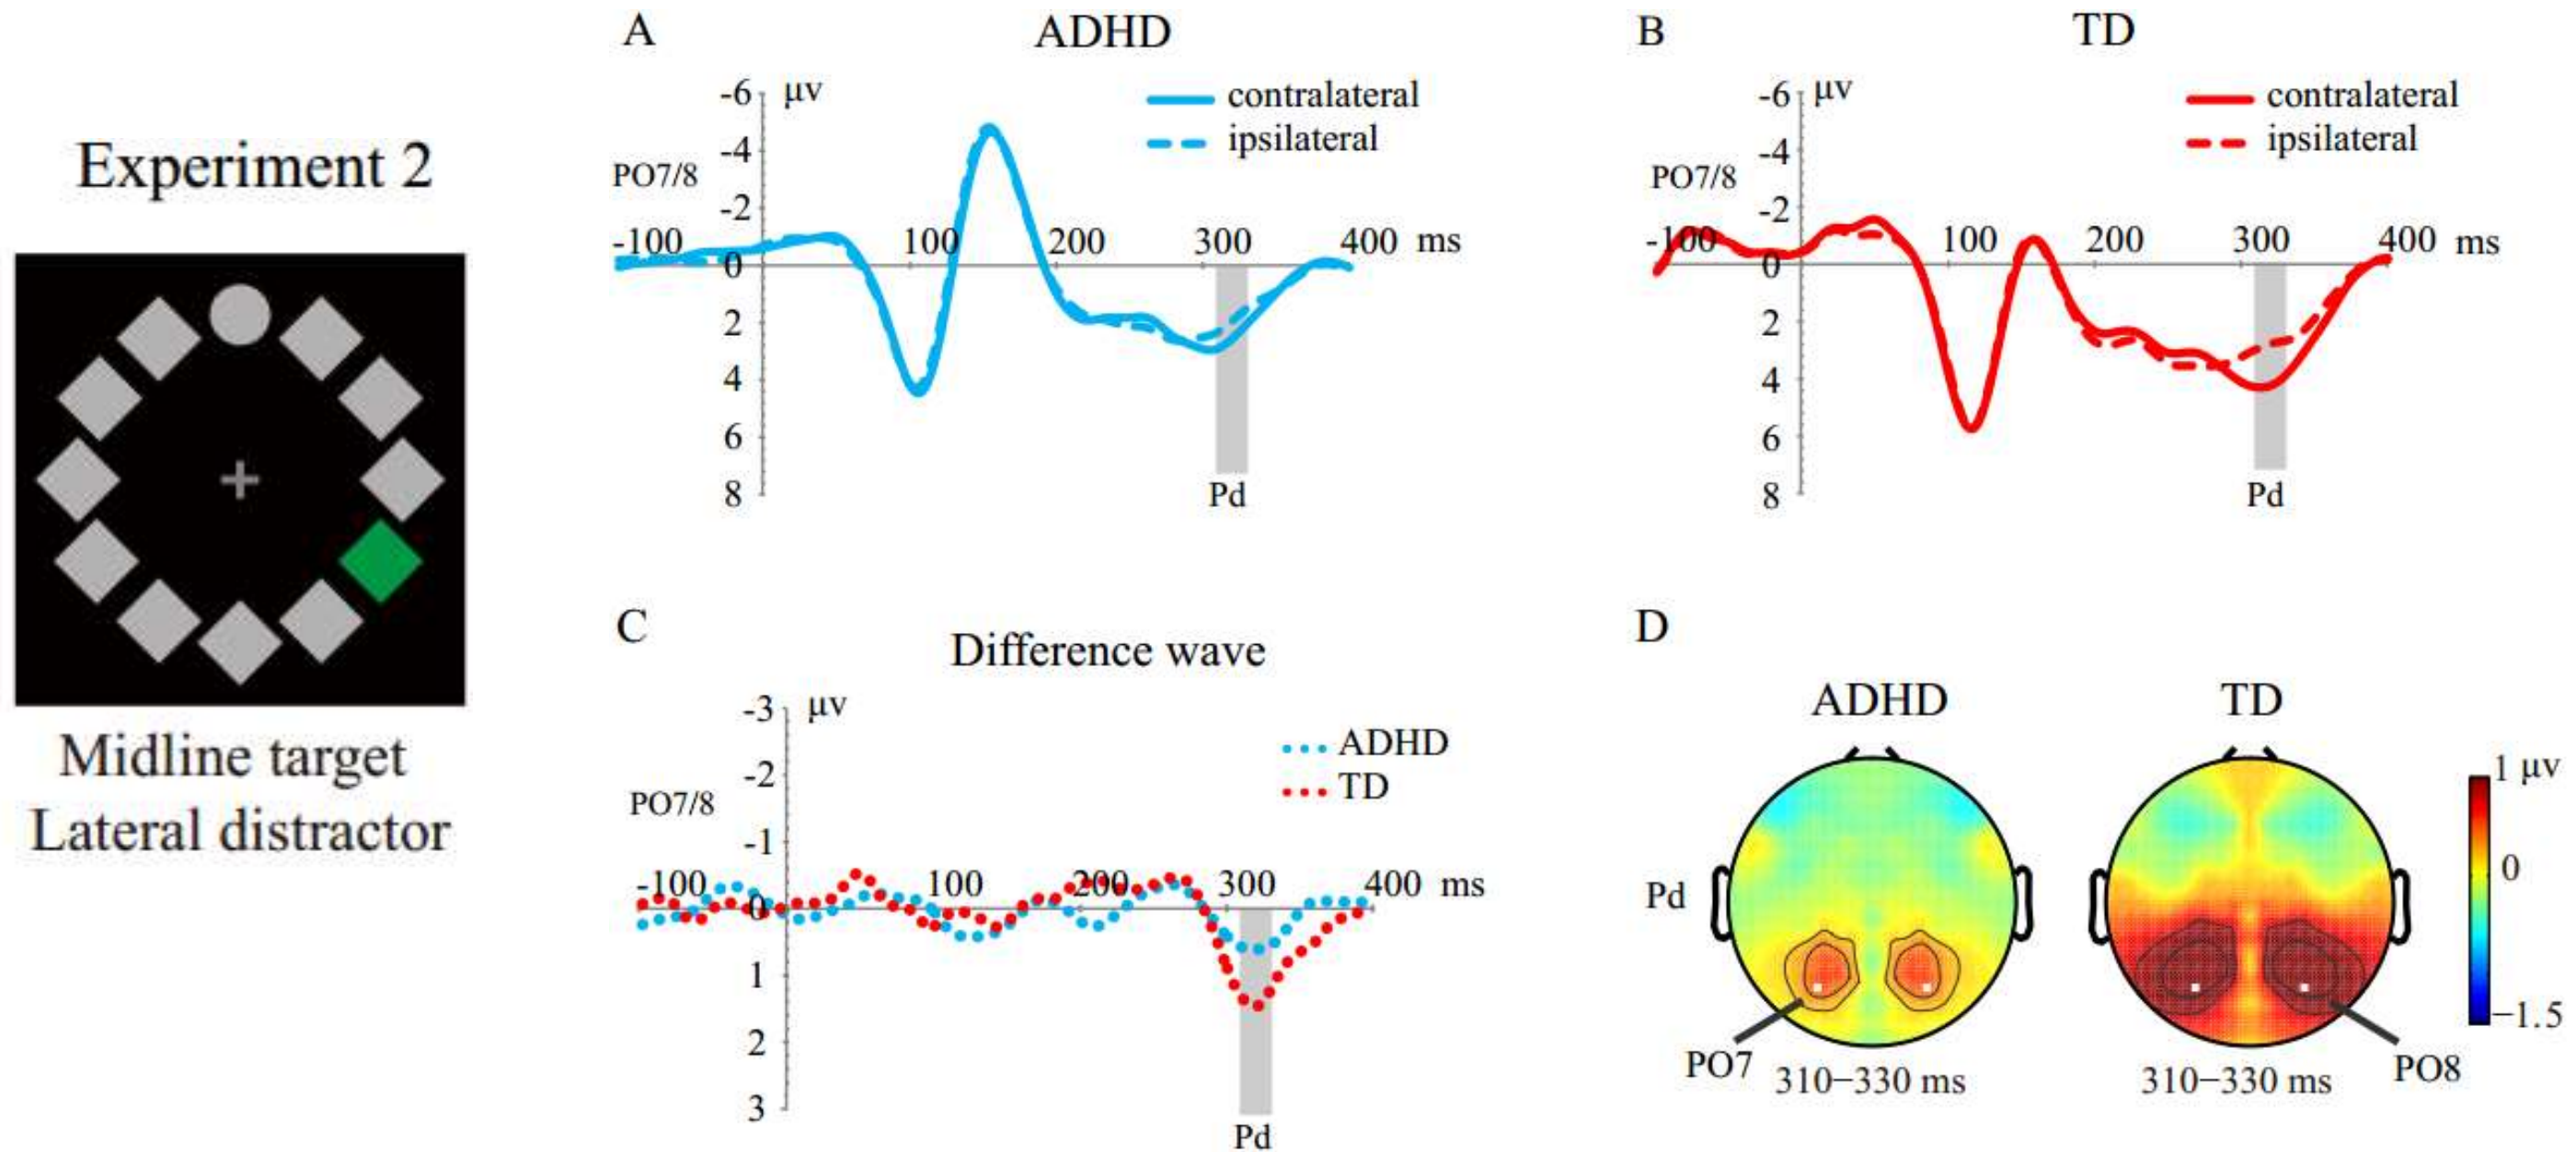 Experiment 2
Midline target
Lateral distractor
A
ADHD
-6 μv
-4
-2
0
2
4
6
8
PO7/8
-100 100 200 300 400 ms
contralateral
ipsilateral
Pd
B
TD
-6 μv
-4
-2
0
2
4
6
8
PO7/8
-100 100 200 300 400 ms
contralateral
ipsilateral
Pd
C
Difference wave
-3 μv
-2
-1
0
1
2
3
PO7/8
-100 100 200 300 400 ms
ADHD
TD
Pd
D
ADHD TD
Pd
PO7 310−330 ms
310−330 ms PO8
1 μv
0
−1.5